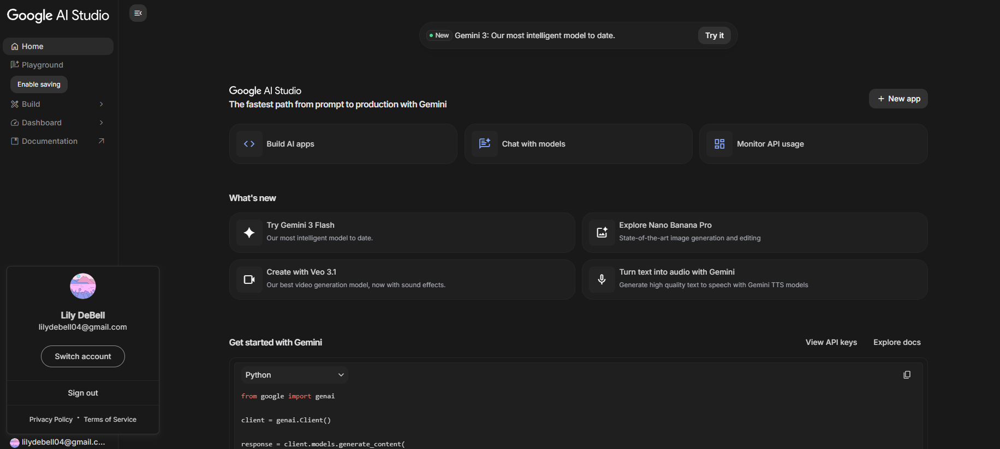 Google AI Studio
Home
Playground
Enable saving
Build
Dashboard
Documentation
Lily DeBell
lilydebell04@gmail.com
Switch account
Sign out
Privacy Policy • Terms of Service
lilydebell04@gmail.c...
New Gemini 3: Our most intelligent model to date. Try it
Google AI Studio
The fastest path from prompt to production with Gemini
+ New app
Build AI apps
Chat with models
Monitor API usage
What's new
Try Gemini 3 Flash
Our most intelligent model to date.
Explore Nano Banana Pro
State-of-the-art image generation and editing
Create with Veo 3.1
Our best video generation model, now with sound effects.
Turn text into audio with Gemini
Generate high quality text to speech with Gemini TTS models
Get started with Gemini
View API keys
Explore docs
Python
from google import genai
client = genai.Client()
response = client.models.generate_content(